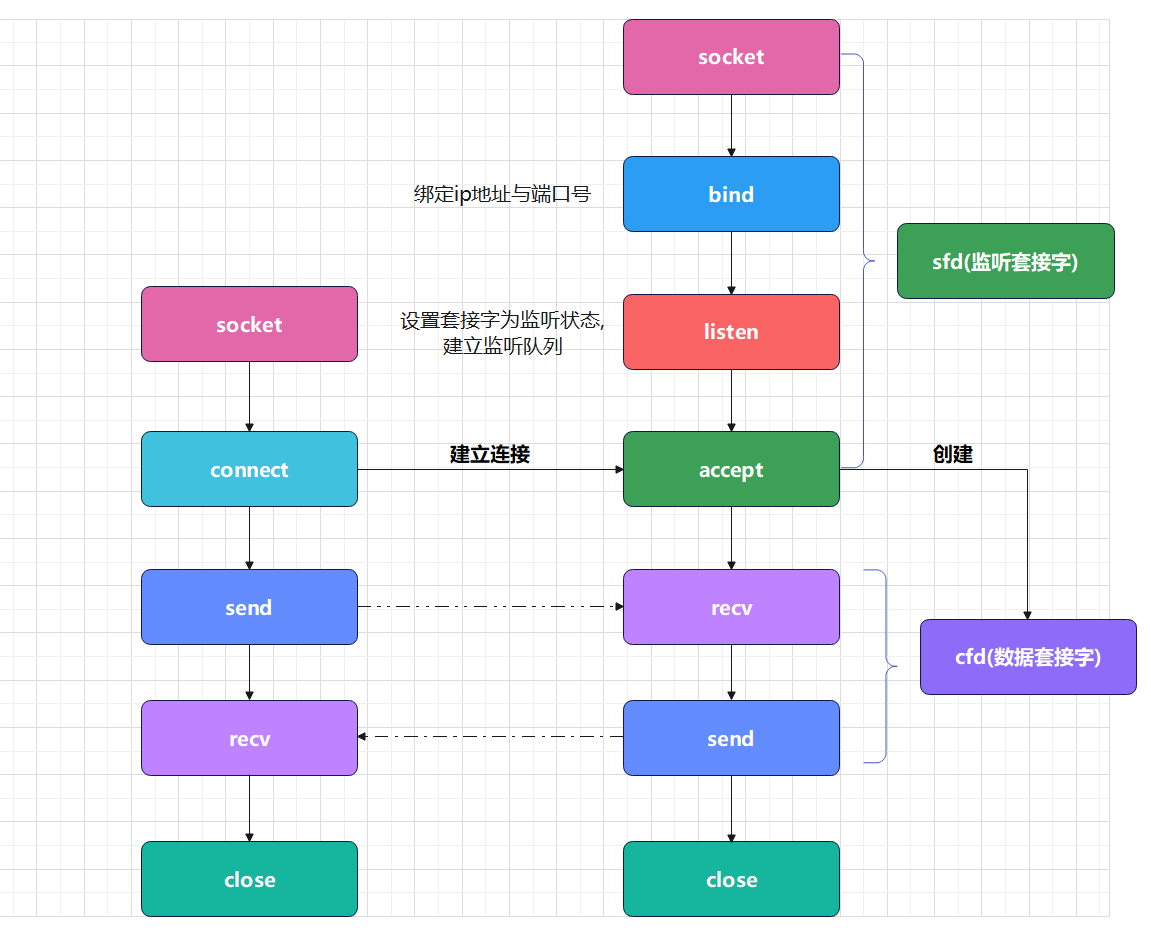 socket
bind
绑定ip地址与端口号
sfd(监听套接字)
socket
设置套接字为监听状态,
建立监听队列
listen
connect
建立连接
accept
创建
send
recv
cfd(数据套接字)
recv
send
close
close